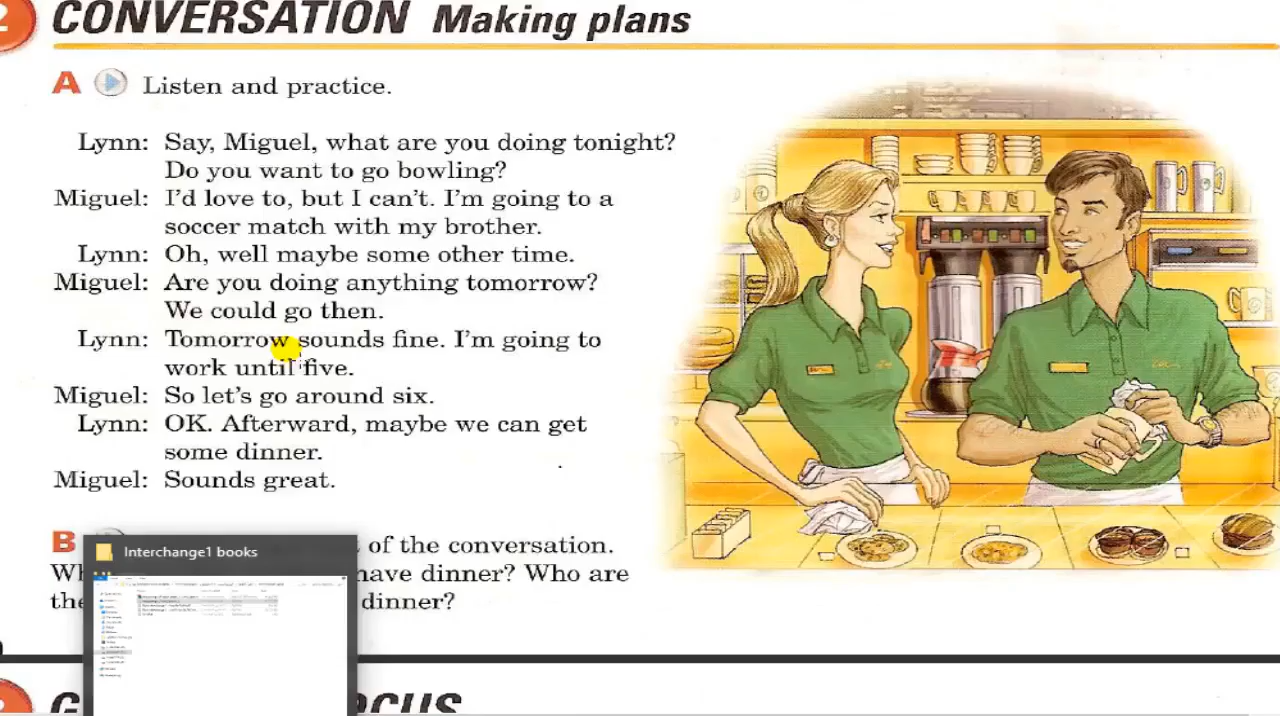 2 CONVERSATION Making plans
A Listen and practice.
Lynn: Say, Miguel, what are you doing tonight?
Do you want to go bowling?
Miguel: I'd love to, but I can't. I'm going to a
soccer match with my brother.
Lynn: Oh, well maybe some other time.
Miguel: Are you doing anything tomorrow?
We could go then.
Lynn: Tomorrow sounds fine. I'm going to
work until five.
Miguel: So let's go around six.
Lynn: OK. Afterward, maybe we can get
some dinner.
Miguel: Sounds great.
B of the conversation.
have dinner? Who are
dinner?
Interchange1 books